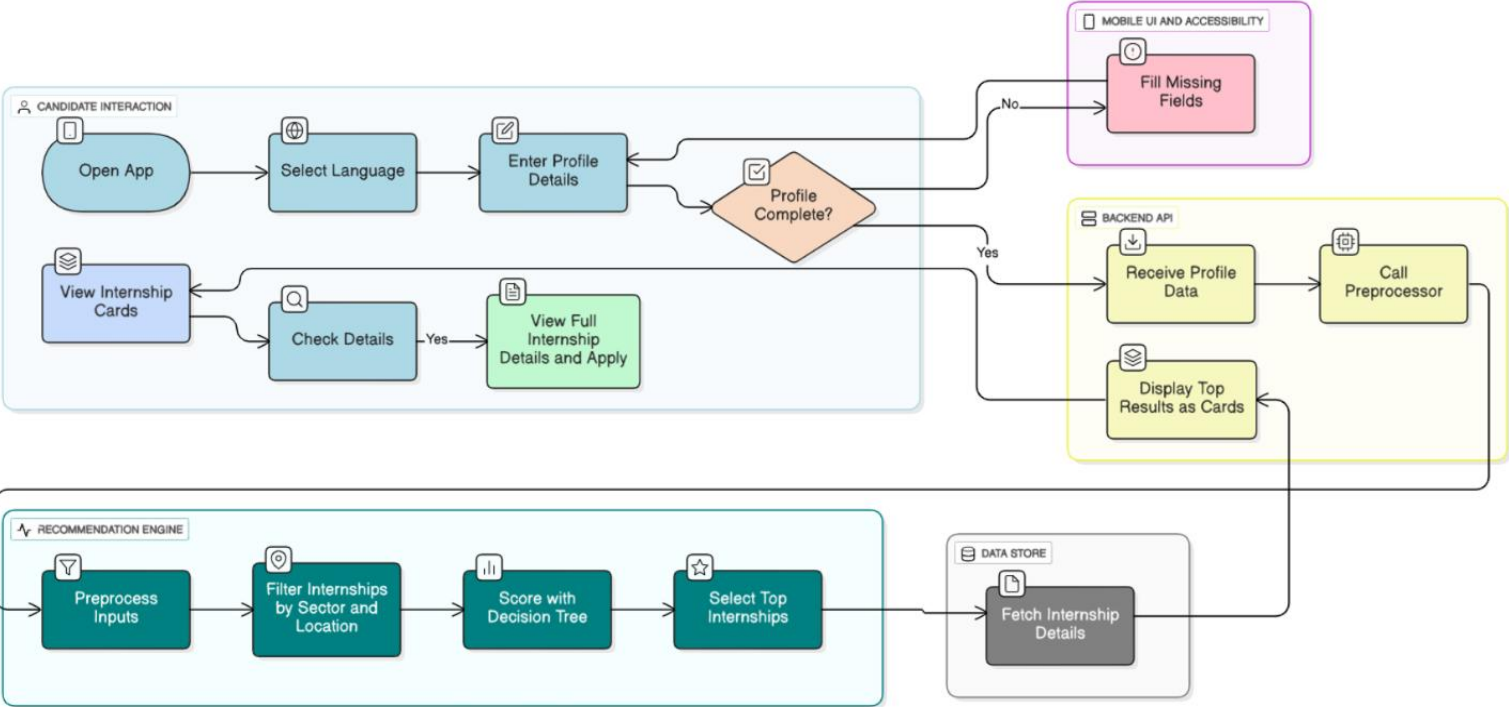 MOBILE UI AND ACCESSIBILITY
Fill Missing
Fields
No
CANDIDATE INTERACTION
Open App
Select Language
Enter Profile
Details
Profile
Complete?
Yes
BACKEND API
Receive Profile
Data
Call
Preprocessor
Display Top
Results as Cards
View Internship
Cards
Check Details
Yes
View Full
Internship
Details and Apply
RECOMMENDATION ENGINE
Preprocess
Inputs
Filter Internships
by Sector and
Location
Score with
Decision Tree
Select Top
Internships
DATA STORE
Fetch Internship
Details